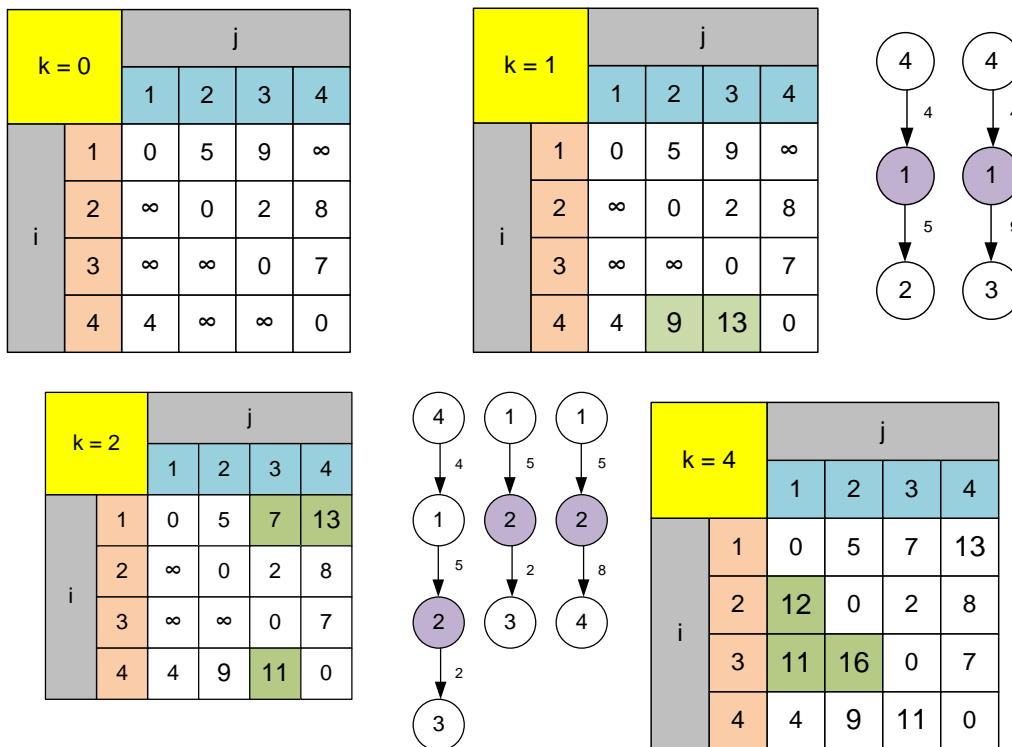 k = 0
j
1 2 3 4
i
1 0 5 9 ∞
2 ∞ 0 2 8
3 ∞ ∞ 0 7
4 4 ∞ ∞ 0
k = 1
j
1 2 3 4
i
1 0 5 9 ∞
2 ∞ 0 2 8
3 ∞ ∞ 0 7
4 4 9 13 0
4
4
1
5
2
4
1
3
k = 2
j
1 2 3 4
i
1 0 5 7 13
2 ∞ 0 2 8
3 ∞ ∞ 0 7
4 4 9 11 0
4
4
1
5
2
2
3
1
5
2
2
3
1
5
2
8
4
k = 4
j
1 2 3 4
i
1 0 5 7 13
2 12 0 2 8
3 11 16 0 7
4 4 9 11 0